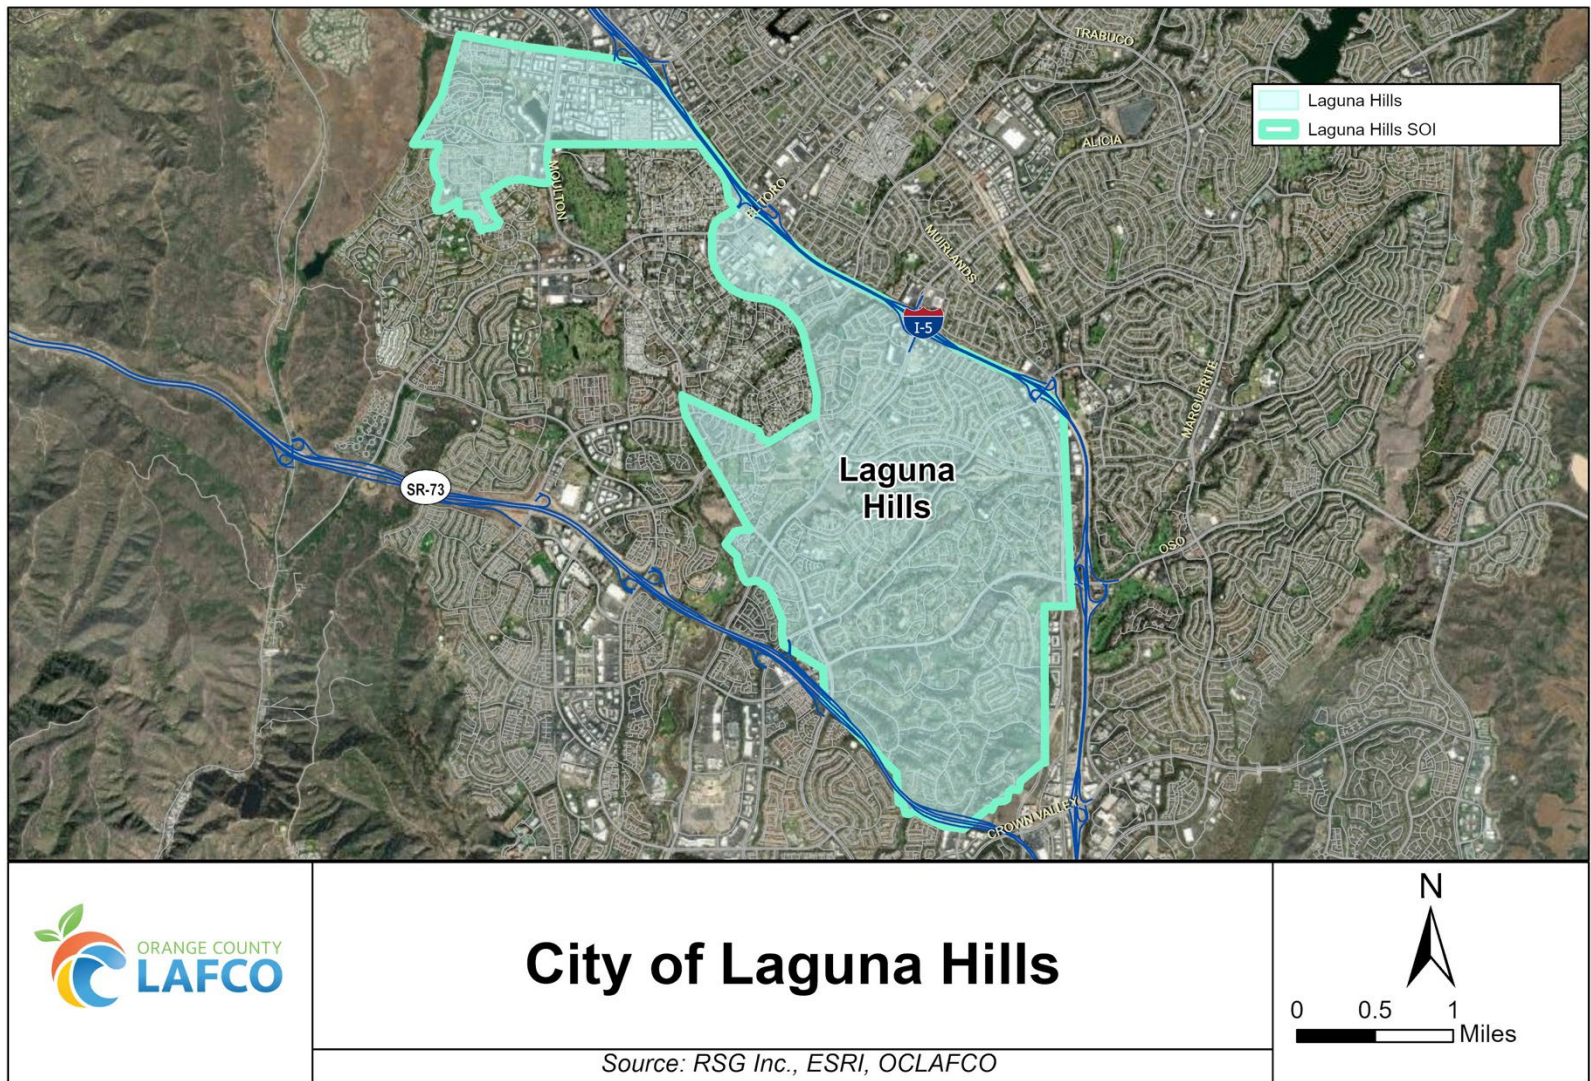 TRABUCO
Laguna Hills
Laguna Hills SOI
ALICIA
MOULTON
EL TORO
MUIRLANDS
I-5
MARGUERITE
Laguna
Hills
SR-73
OSO
CROWN VALLEY
ORANGE COUNTY
LAFCO
City of Laguna Hills
Source: RSG Inc., ESRI, OCLAFCO
N
0 0.5 1
Miles